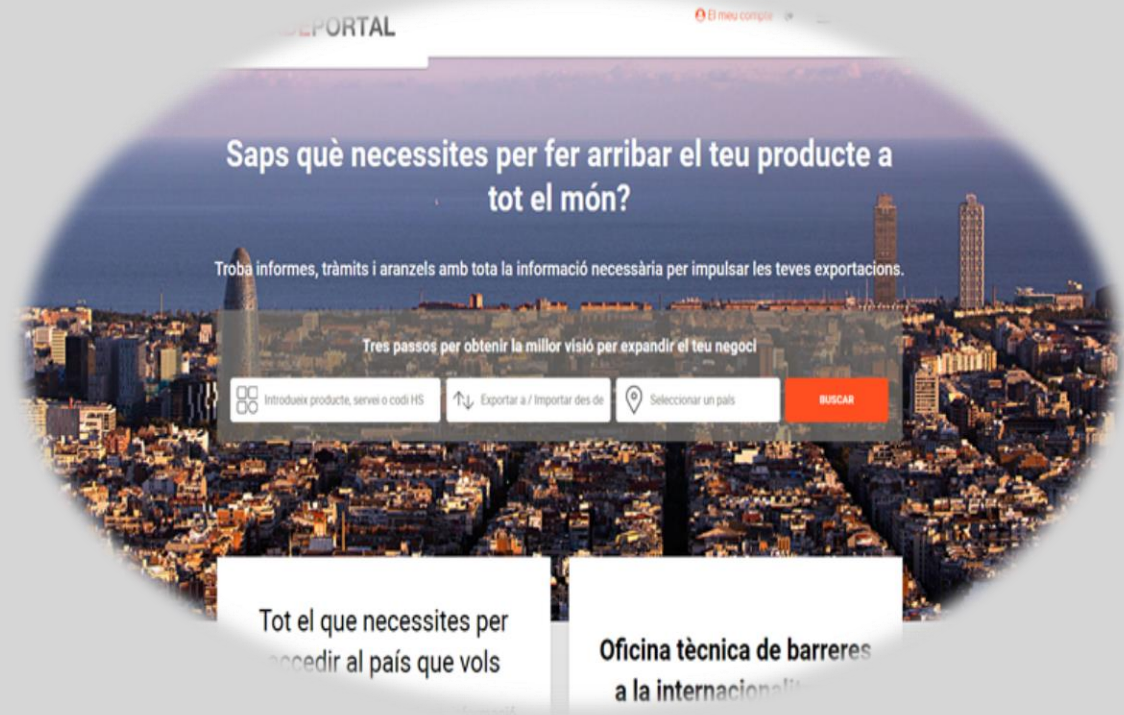 PORTAL
El meu compte
Saps què necessites per fer arribar el teu producte a
tot el món?
Troba informes, tràmits i aranzels amb tota la informació necessària per impulsar les teves exportacions.
Tres passos per obtenir la millor visió per expandir el teu negoci
Introdueix producte, servei o codi HS
Exportar a / Importar des de
Seleccionar un país
BUSCAR
Tot el que necessites per
accedir al país que vols
Oficina tècnica de barreres
a la